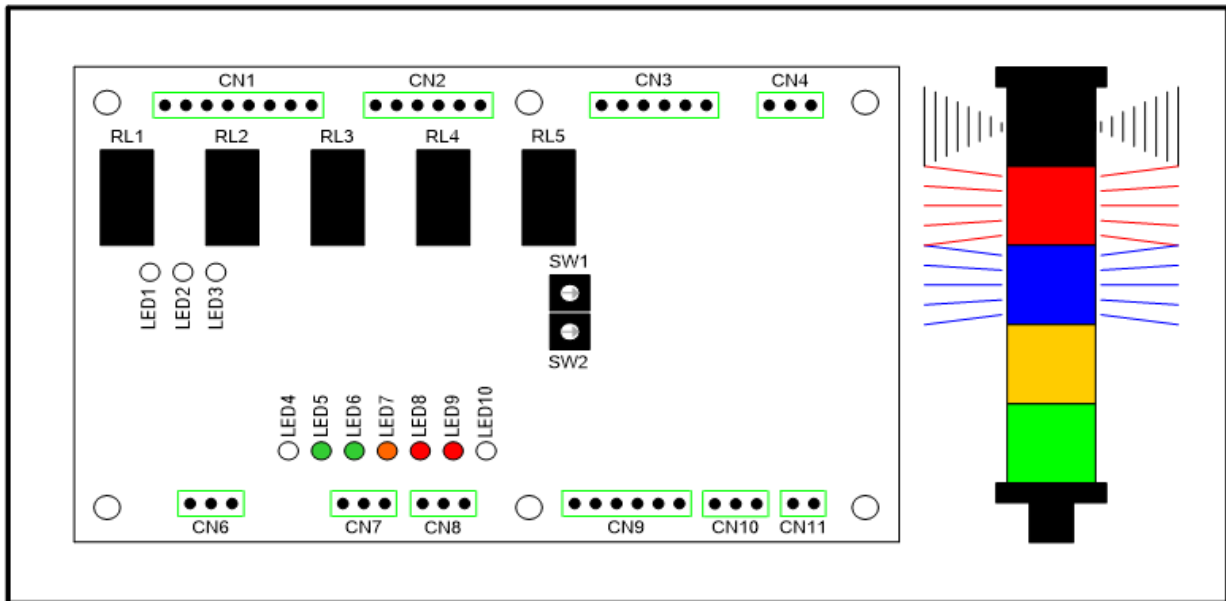 CN1 CN2 CN3 CN4
RL1 RL2 RL3 RL4 RL5
SW1
LED1 LED2 LED3
SW2
LED4 LED5 LED6 LED7 LED8 LED9 LED10
CN6 CN7 CN8 CN9 CN10 CN11